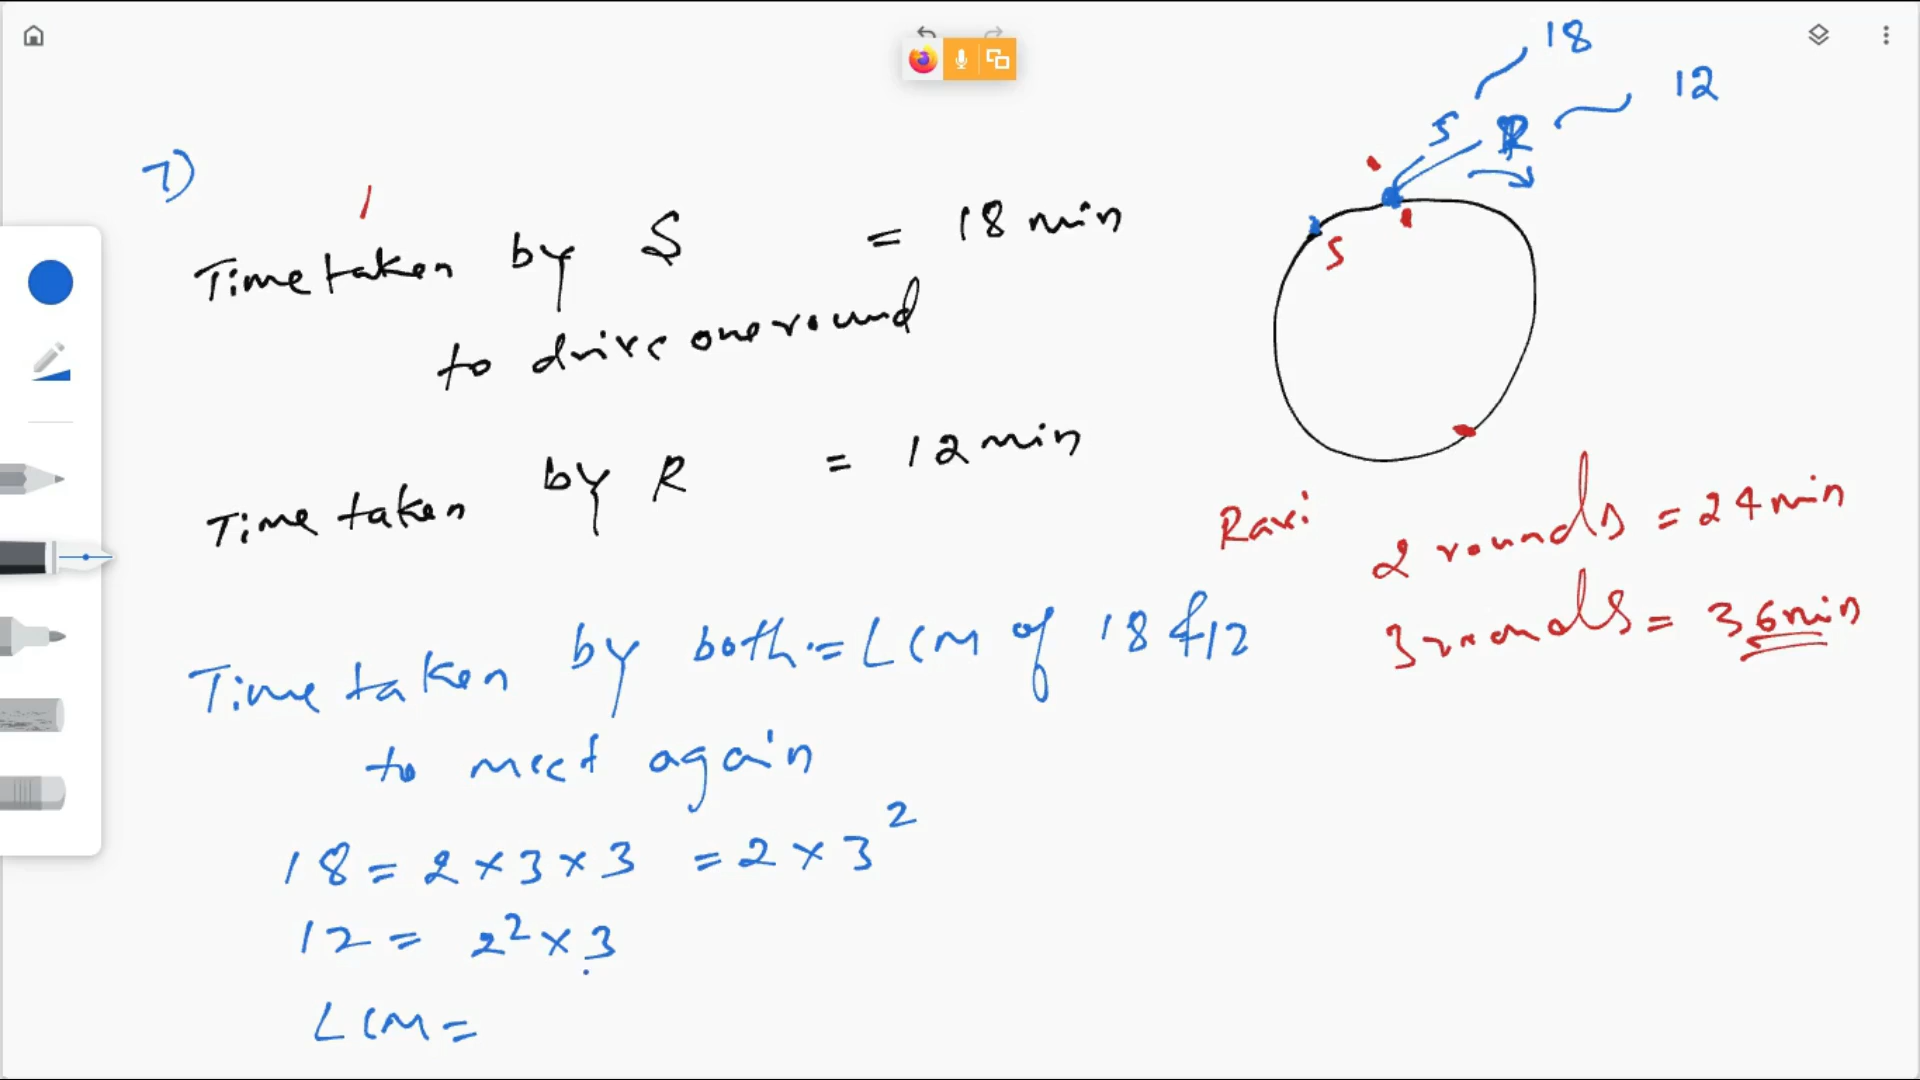 7)
Time taken by S = 18 min
to drive one round
Time taken by R = 12 min
Time taken by both = LCM of 18 & 12
to meet again
18 = 2 × 3 × 3 = 2 × 3²
12 = 2² × 3
LCM =
18
12
S R
S
Ravi 2 rounds = 24 min
3 rounds = 36 min